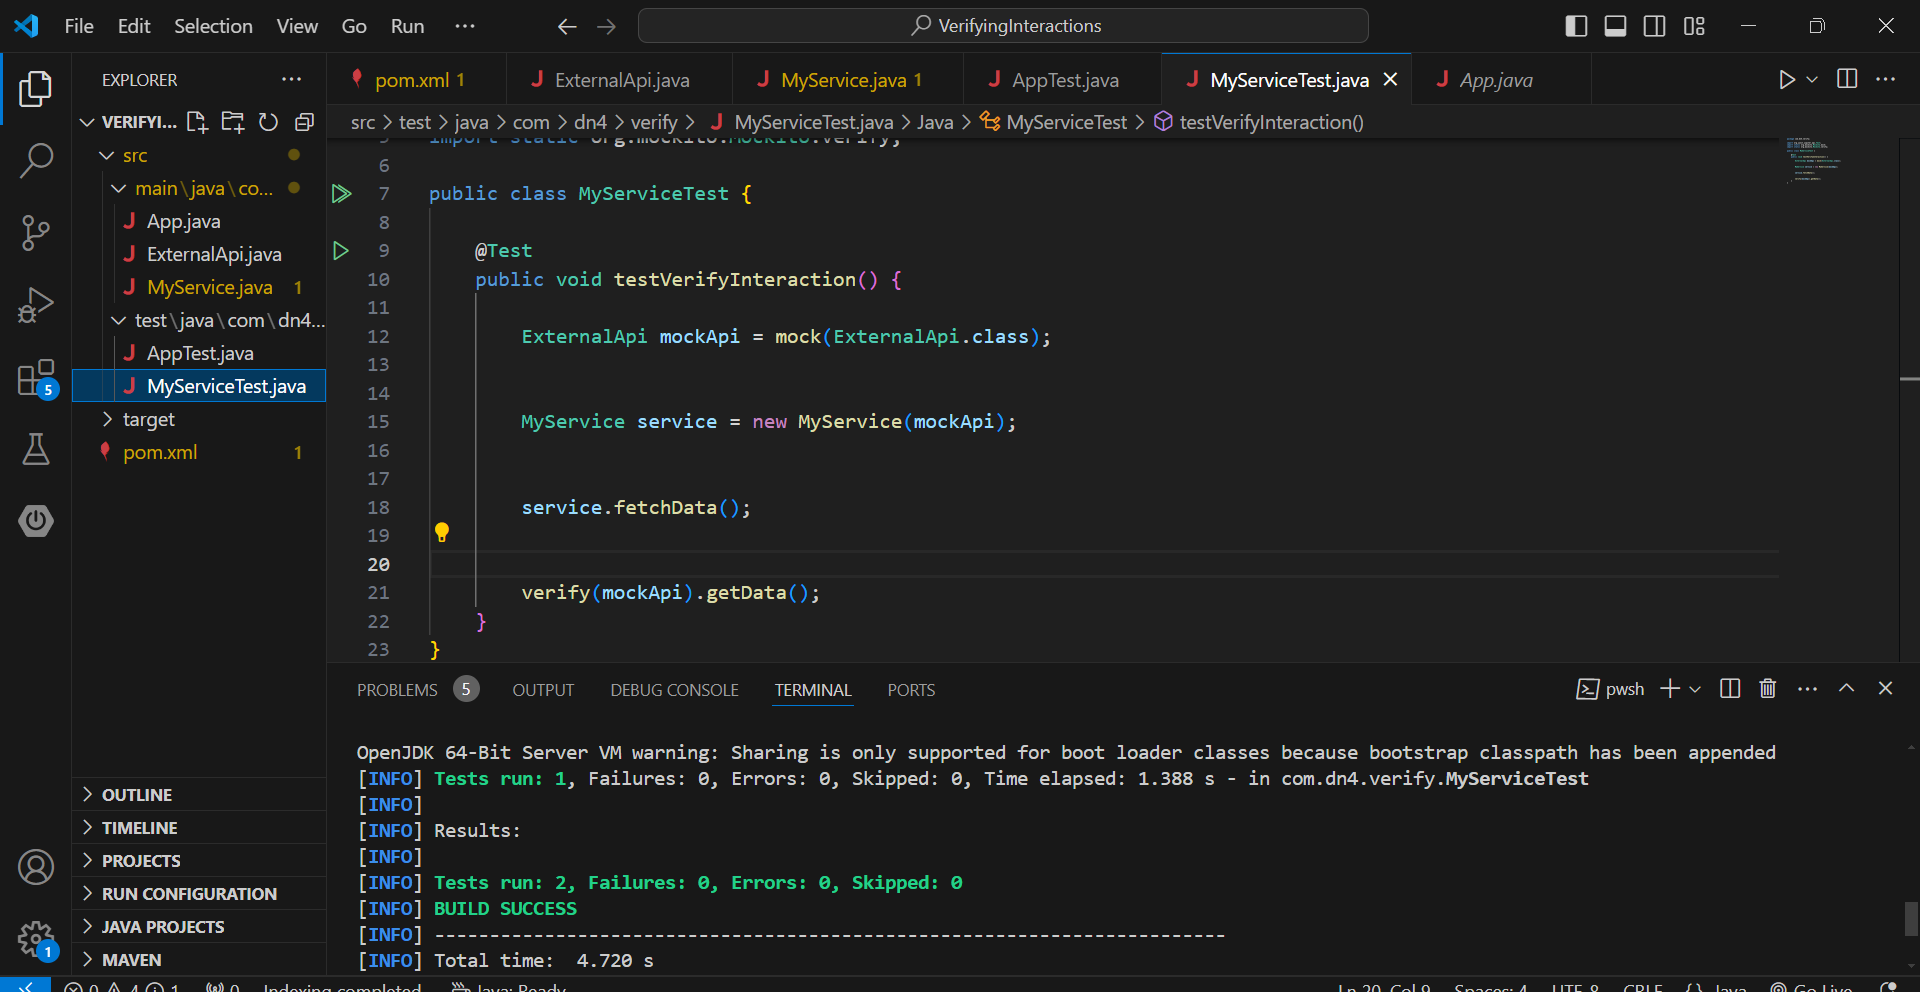 File Edit Selection View Go Run ··· VerifyingInteractions
EXPLORER ···
VERIFYI...
src
main\java\co...
App.java
ExternalApi.java
MyService.java 1
test\java\com\dn4...
AppTest.java
MyServiceTest.java
target
pom.xml 1
OUTLINE
TIMELINE
PROJECTS
RUN CONFIGURATION
JAVA PROJECTS
MAVEN
5
1
pom.xml 1 ExternalApi.java MyService.java 1 AppTest.java MyServiceTest.java App.java
src > test > java > com > dn4 > verify > MyServiceTest.java > Java > MyServiceTest > testVerifyInteraction()
5 import static org.mockito.Mockito.verify;
6
7 public class MyServiceTest {
8
9 @Test
10 public void testVerifyInteraction() {
11
12 ExternalApi mockApi = mock(ExternalApi.class);
13
14
15 MyService service = new MyService(mockApi);
16
17
18 service.fetchData();
19
20
21 verify(mockApi).getData();
22 }
23 }
PROBLEMS 5 OUTPUT DEBUG CONSOLE TERMINAL PORTS pwsh
OpenJDK 64-Bit Server VM warning: Sharing is only supported for boot loader classes because bootstrap classpath has been appended
[INFO] Tests run: 1, Failures: 0, Errors: 0, Skipped: 0, Time elapsed: 1.388 s - in com.dn4.verify.MyServiceTest
[INFO]
[INFO] Results:
[INFO]
[INFO] Tests run: 2, Failures: 0, Errors: 0, Skipped: 0
[INFO] BUILD SUCCESS
[INFO] ------------------------------------------------------------------------
[INFO] Total time:  4.720 s
0 4 1 0 Indexing completed Java: Ready Ln 20, Col 9 Spaces: 4 UTF-8 CRLF {} Java Go Live